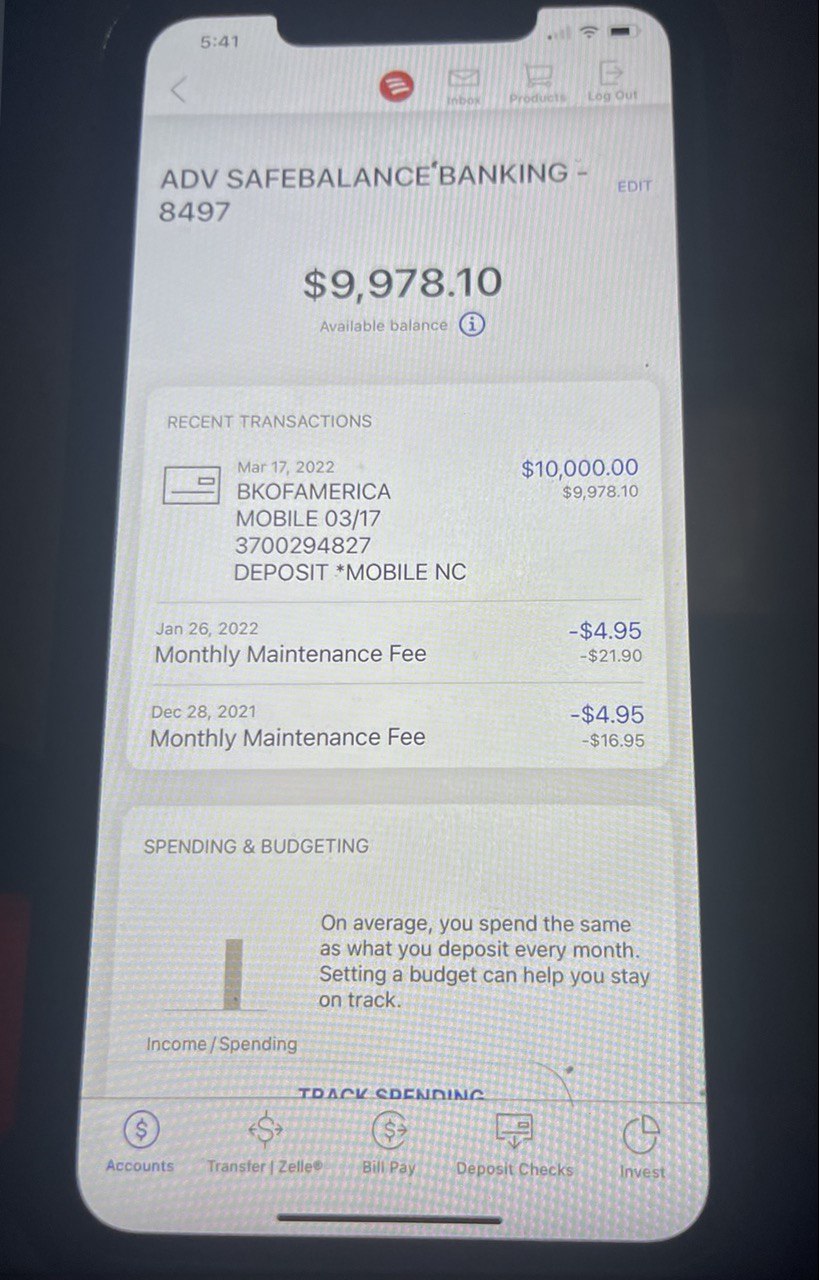 5:41
Inbox
Products
Log Out
ADV SAFEBALANCE BANKING -
8497
EDIT
$9,978.10
Available balance
RECENT TRANSACTIONS
Mar 17, 2022
$10,000.00
BKOFAMERICA
$9,978.10
MOBILE 03/17
3700294827
DEPOSIT *MOBILE NC
Jan 26, 2022
-$4.95
Monthly Maintenance Fee
-$21.90
Dec 28, 2021
-$4.95
Monthly Maintenance Fee
-$16.95
SPENDING & BUDGETING
On average, you spend the same
as what you deposit every month.
Setting a budget can help you stay
on track.
Income / Spending
TRACK SPENDING
Accounts
Transfer | Zelle®
Bill Pay
Deposit Checks
Invest